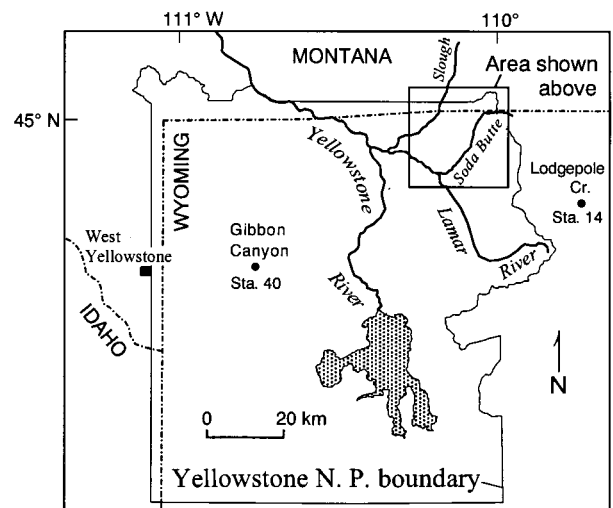 111° W
110°
MONTANA
Slough
Area shown
above
45° N
Yellowstone
Soda Butte
WYOMING
Lodgepole
Cr.
Sta. 14
Gibbon
Canyon
Sta. 40
Lamar
River
West
Yellowstone
River
IDAHO
N
0 20 km
Yellowstone N. P. boundary